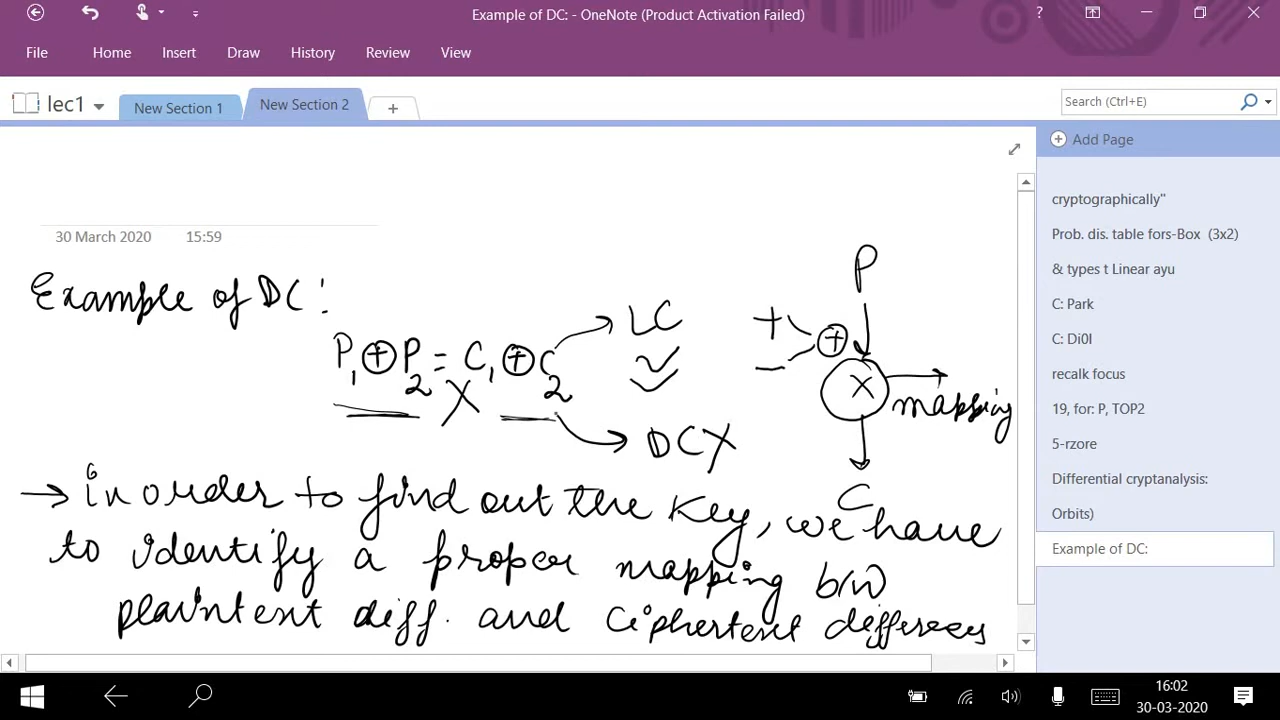 Example of DC: - OneNote (Product Activation Failed)
?
File Home Insert Draw History Review View
lec1 New Section 1 New Section 2 +
Search (Ctrl+E)
30 March 2020 15:59
Example of DC:
P1 ⊕ P2 = C1 ⊕ C2
X
LC
DCX
+
-
⊕
P
X
mapping
C
→ in order to find out the key, we have
to identify a proper mapping b/w
plaintext diff. and ciphertext differences
Add Page
cryptographically"
Prob. dis. table fors-Box (3x2)
& types t Linear ayu
C: Park
C: Di0l
recalk focus
19, for: P, TOP2
5-rzore
Differential cryptanalysis:
Orbits)
Example of DC:
16:02
30-03-2020